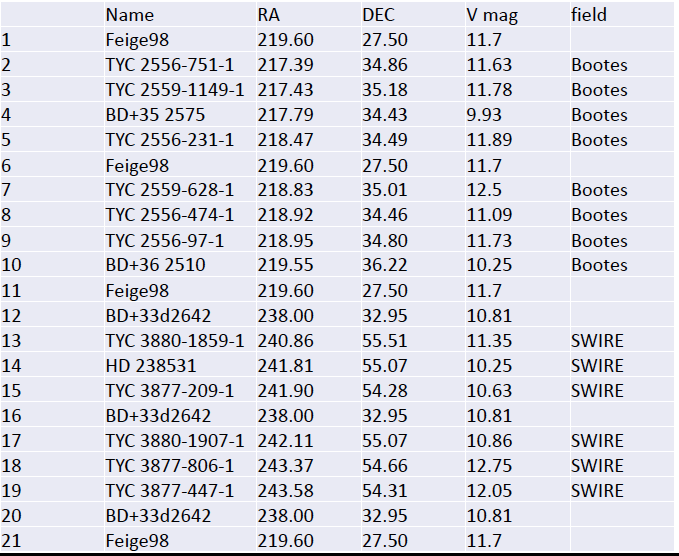 Name RA DEC V mag field
1 Feige98 219.60 27.50 11.7
2 TYC 2556-751-1 217.39 34.86 11.63 Bootes
3 TYC 2559-1149-1 217.43 35.18 11.78 Bootes
4 BD+35 2575 217.79 34.43 9.93 Bootes
5 TYC 2556-231-1 218.47 34.49 11.89 Bootes
6 Feige98 219.60 27.50 11.7
7 TYC 2559-628-1 218.83 35.01 12.5 Bootes
8 TYC 2556-474-1 218.92 34.46 11.09 Bootes
9 TYC 2556-97-1 218.95 34.80 11.73 Bootes
10 BD+36 2510 219.55 36.22 10.25 Bootes
11 Feige98 219.60 27.50 11.7
12 BD+33d2642 238.00 32.95 10.81
13 TYC 3880-1859-1 240.86 55.51 11.35 SWIRE
14 HD 238531 241.81 55.07 10.25 SWIRE
15 TYC 3877-209-1 241.90 54.28 10.63 SWIRE
16 BD+33d2642 238.00 32.95 10.81
17 TYC 3880-1907-1 242.11 55.07 10.86 SWIRE
18 TYC 3877-806-1 243.37 54.66 12.75 SWIRE
19 TYC 3877-447-1 243.58 54.31 12.05 SWIRE
20 BD+33d2642 238.00 32.95 10.81
21 Feige98 219.60 27.50 11.7